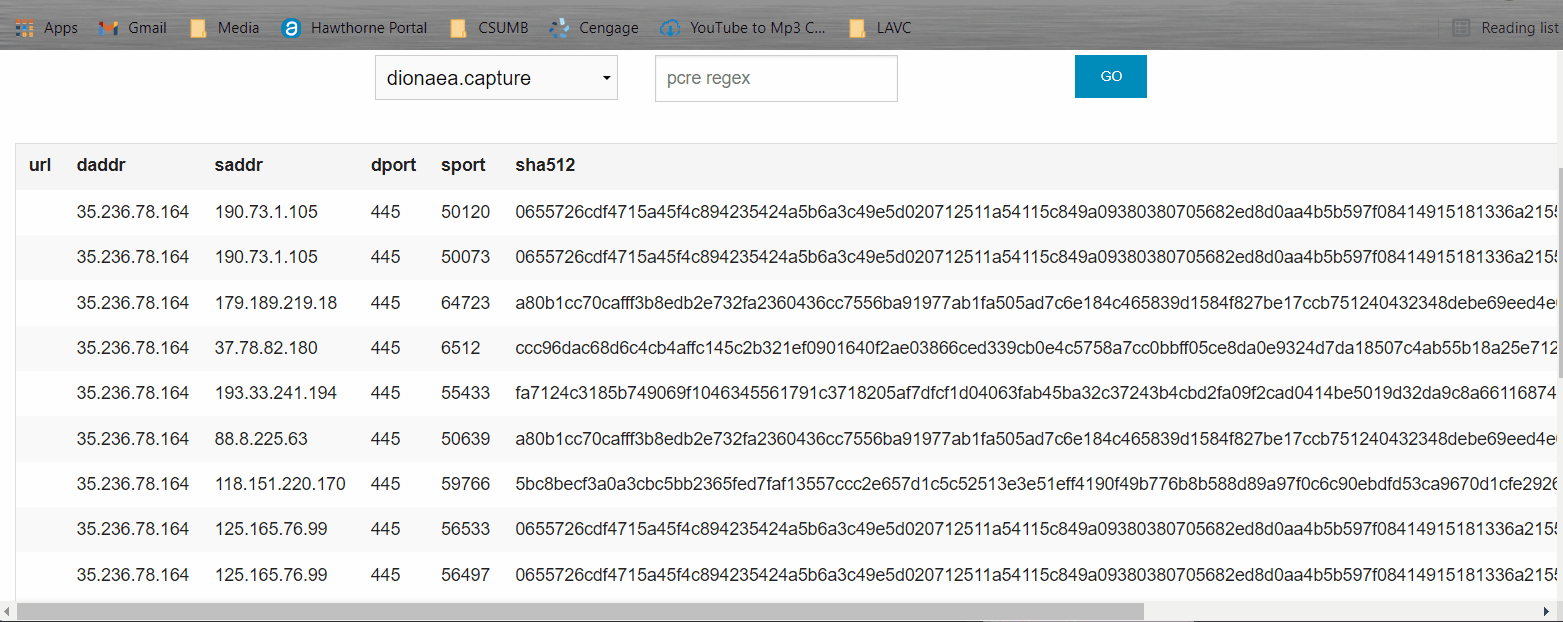 Apps Gmail Media Hawthorne Portal CSUMB Cengage YouTube to Mp3 C... LAVC Reading list
dionaea.capture pcre regex GO
url daddr saddr dport sport sha512
35.236.78.164 190.73.1.105 445 50120 0655726cdf4715a45f4c894235424a5b6a3c49e5d020712511a54115c849a09380380705682ed8d0aa4b5b597f08414915181336a2155
35.236.78.164 190.73.1.105 445 50073 0655726cdf4715a45f4c894235424a5b6a3c49e5d020712511a54115c849a09380380705682ed8d0aa4b5b597f08414915181336a2155
35.236.78.164 179.189.219.18 445 64723 a80b1cc70cafff3b8edb2e732fa2360436cc7556ba91977ab1fa505ad7c6e184c465839d1584f827be17ccb751240432348debe69eed4e
35.236.78.164 37.78.82.180 445 6512 ccc96dac68d6c4cb4affc145c2b321ef0901640f2ae03866ced339cb0e4c5758a7cc0bbff05ce8da0e9324d7da18507c4ab55b18a25e712
35.236.78.164 193.33.241.194 445 55433 fa7124c3185b749069f1046345561791c3718205af7dfcf1d04063fab45ba32c37243b4cbd2fa09f2cad0414be5019d32da9c8a66116874
35.236.78.164 88.8.225.63 445 50639 a80b1cc70cafff3b8edb2e732fa2360436cc7556ba91977ab1fa505ad7c6e184c465839d1584f827be17ccb751240432348debe69eed4e
35.236.78.164 118.151.220.170 445 59766 5bc8becf3a0a3cbc5bb2365fed7faf13557ccc2e657d1c5c52513e3e51eff4190f49b776b8b588d89a97f0c6c90ebdfd53ca9670d1cfe2926
35.236.78.164 125.165.76.99 445 56533 0655726cdf4715a45f4c894235424a5b6a3c49e5d020712511a54115c849a09380380705682ed8d0aa4b5b597f08414915181336a2155
35.236.78.164 125.165.76.99 445 56497 0655726cdf4715a45f4c894235424a5b6a3c49e5d020712511a54115c849a09380380705682ed8d0aa4b5b597f08414915181336a2155